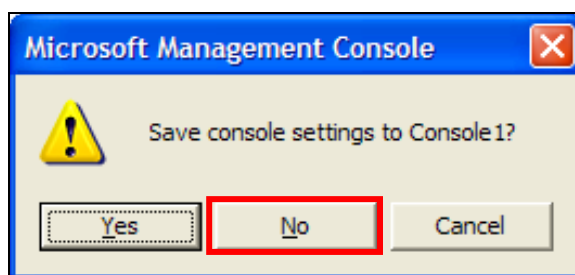 Microsoft Management Console
Save console settings to Console1?
Yes No Cancel